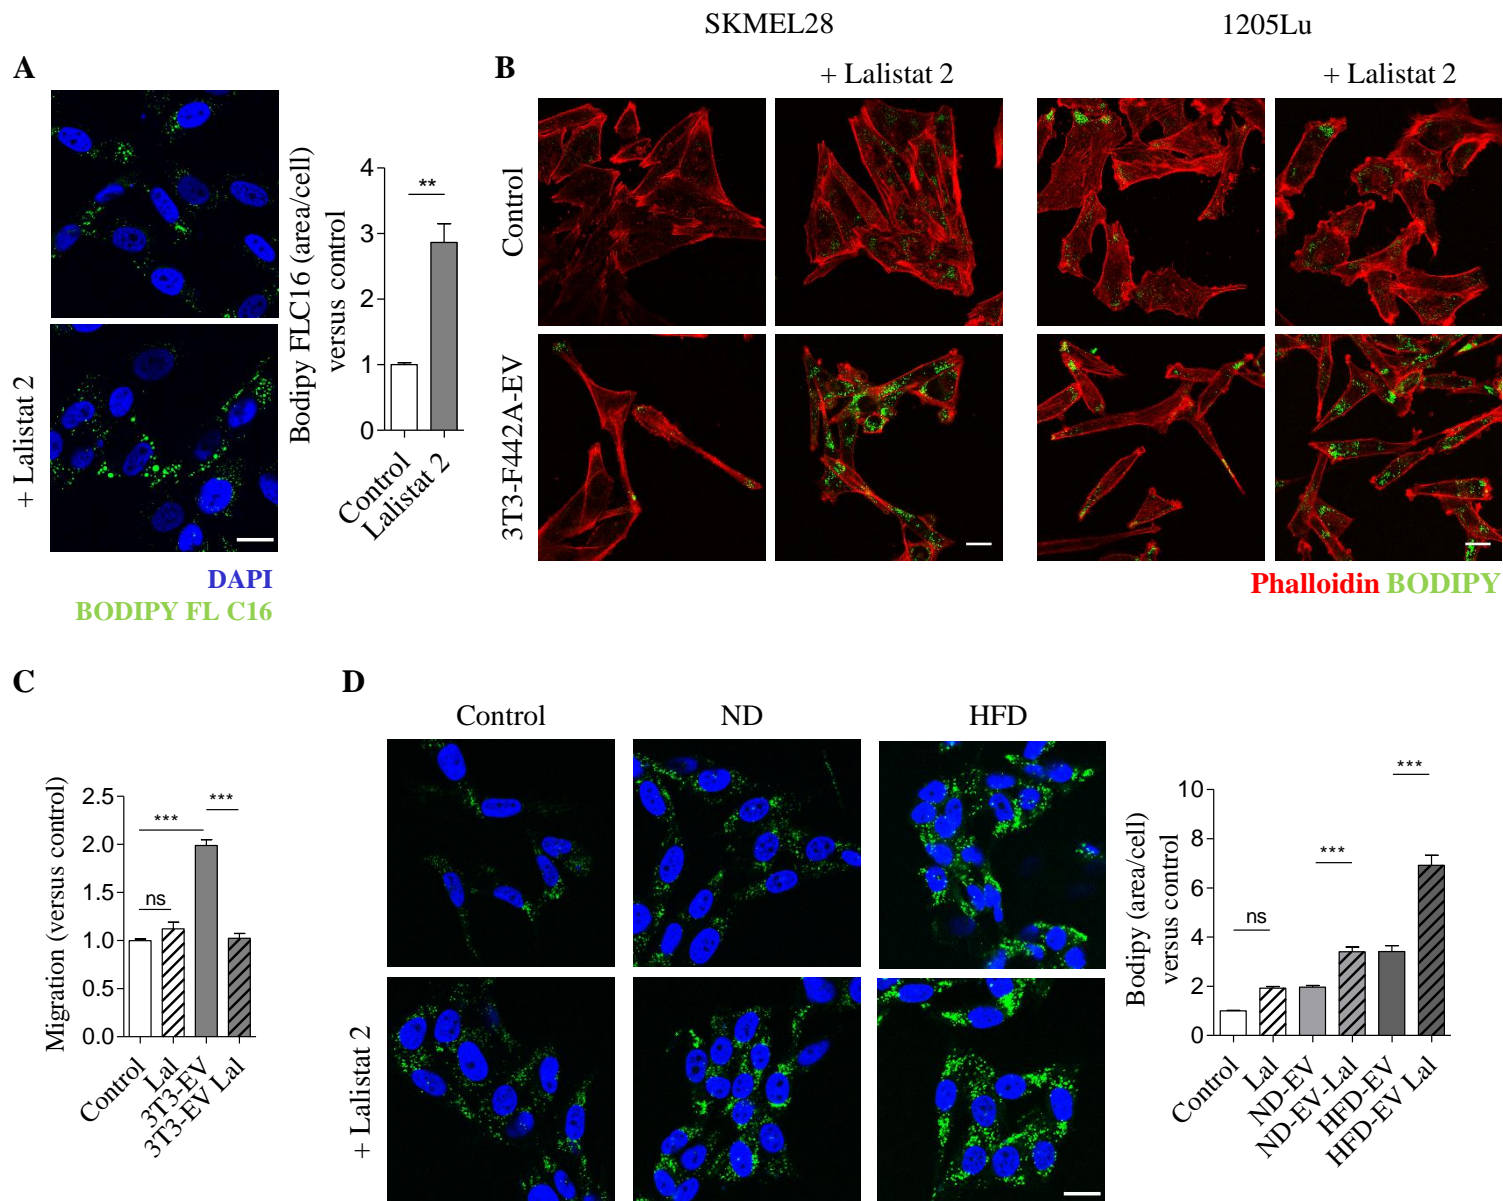 SKMEL28
1205Lu
A
B
+ Lalistat 2
+ Lalistat 2
+ Lalistat 2
Bodipy FLC16 (area/cell)
versus control
4
3
2
1
0
**
Control
Lalistat 2
DAPI
BODIPY FL C16
Control
3T3-F442A-EV
Phalloidin BODIPY
C
D
Migration (versus control)
2.5
2.0
1.5
1.0
0.5
0.0
ns
***
***
Control
Lal
3T3-EV
3T3-EV Lal
Control
ND
HFD
+ Lalistat 2
Bodipy (area/cell)
versus control
10
8
6
4
2
0
ns
***
***
Control
Lal
ND-EV
ND-EV-Lal
HFD-EV
HFD-EV Lal